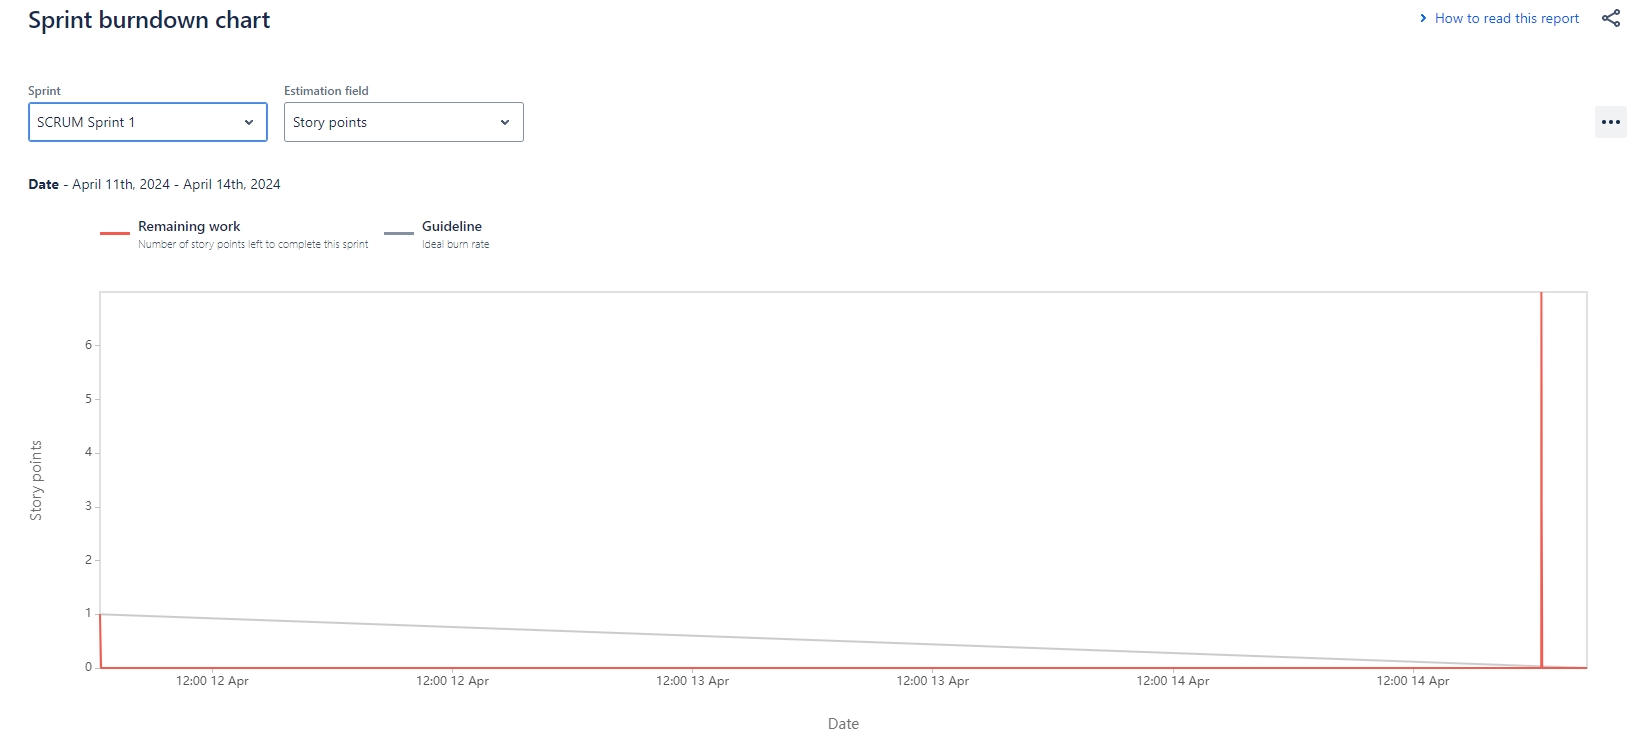 Sprint burndown chart
How to read this report
Sprint
Estimation field
SCRUM Sprint 1
Story points
Date - April 11th, 2024 - April 14th, 2024
Remaining work
Number of story points left to complete this sprint
Guideline
Ideal burn rate
6
5
4
3
2
1
0
Story points
12:00 12 Apr
12:00 12 Apr
12:00 13 Apr
12:00 13 Apr
12:00 14 Apr
12:00 14 Apr
Date